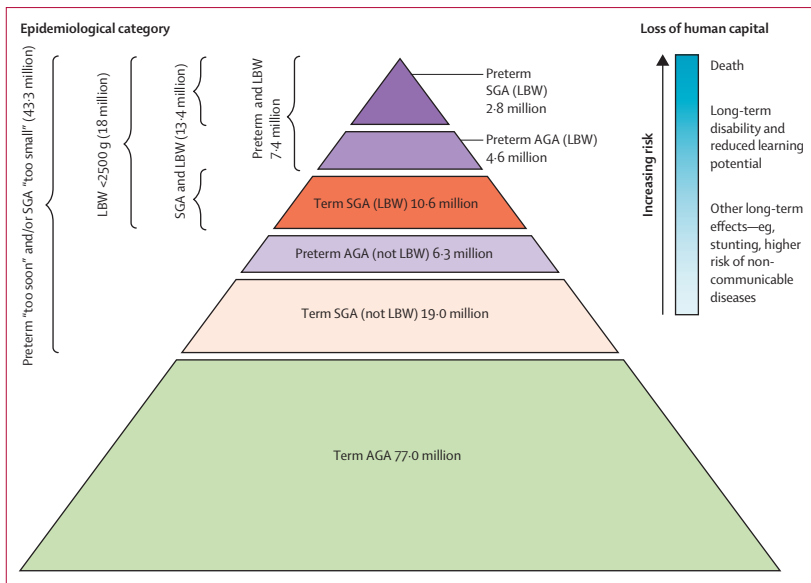 Epidemiological category
Loss of human capital
Preterm “too soon” and/or SGA “too small” (43·3 million)
LBW <2500 g (18 million)
SGA and LBW (13·4 million)
Preterm and LBW
7·4 million
Preterm
SGA (LBW)
2·8 million
Preterm AGA (LBW)
4·6 million
Term SGA (LBW) 10·6 million
Preterm AGA (not LBW) 6·3 million
Term SGA (not LBW) 19·0 million
Term AGA 77·0 million
Increasing risk
Death
Long-term
disability and
reduced learning
potential
Other long-term
effects—eg,
stunting, higher
risk of non-
communicable
diseases